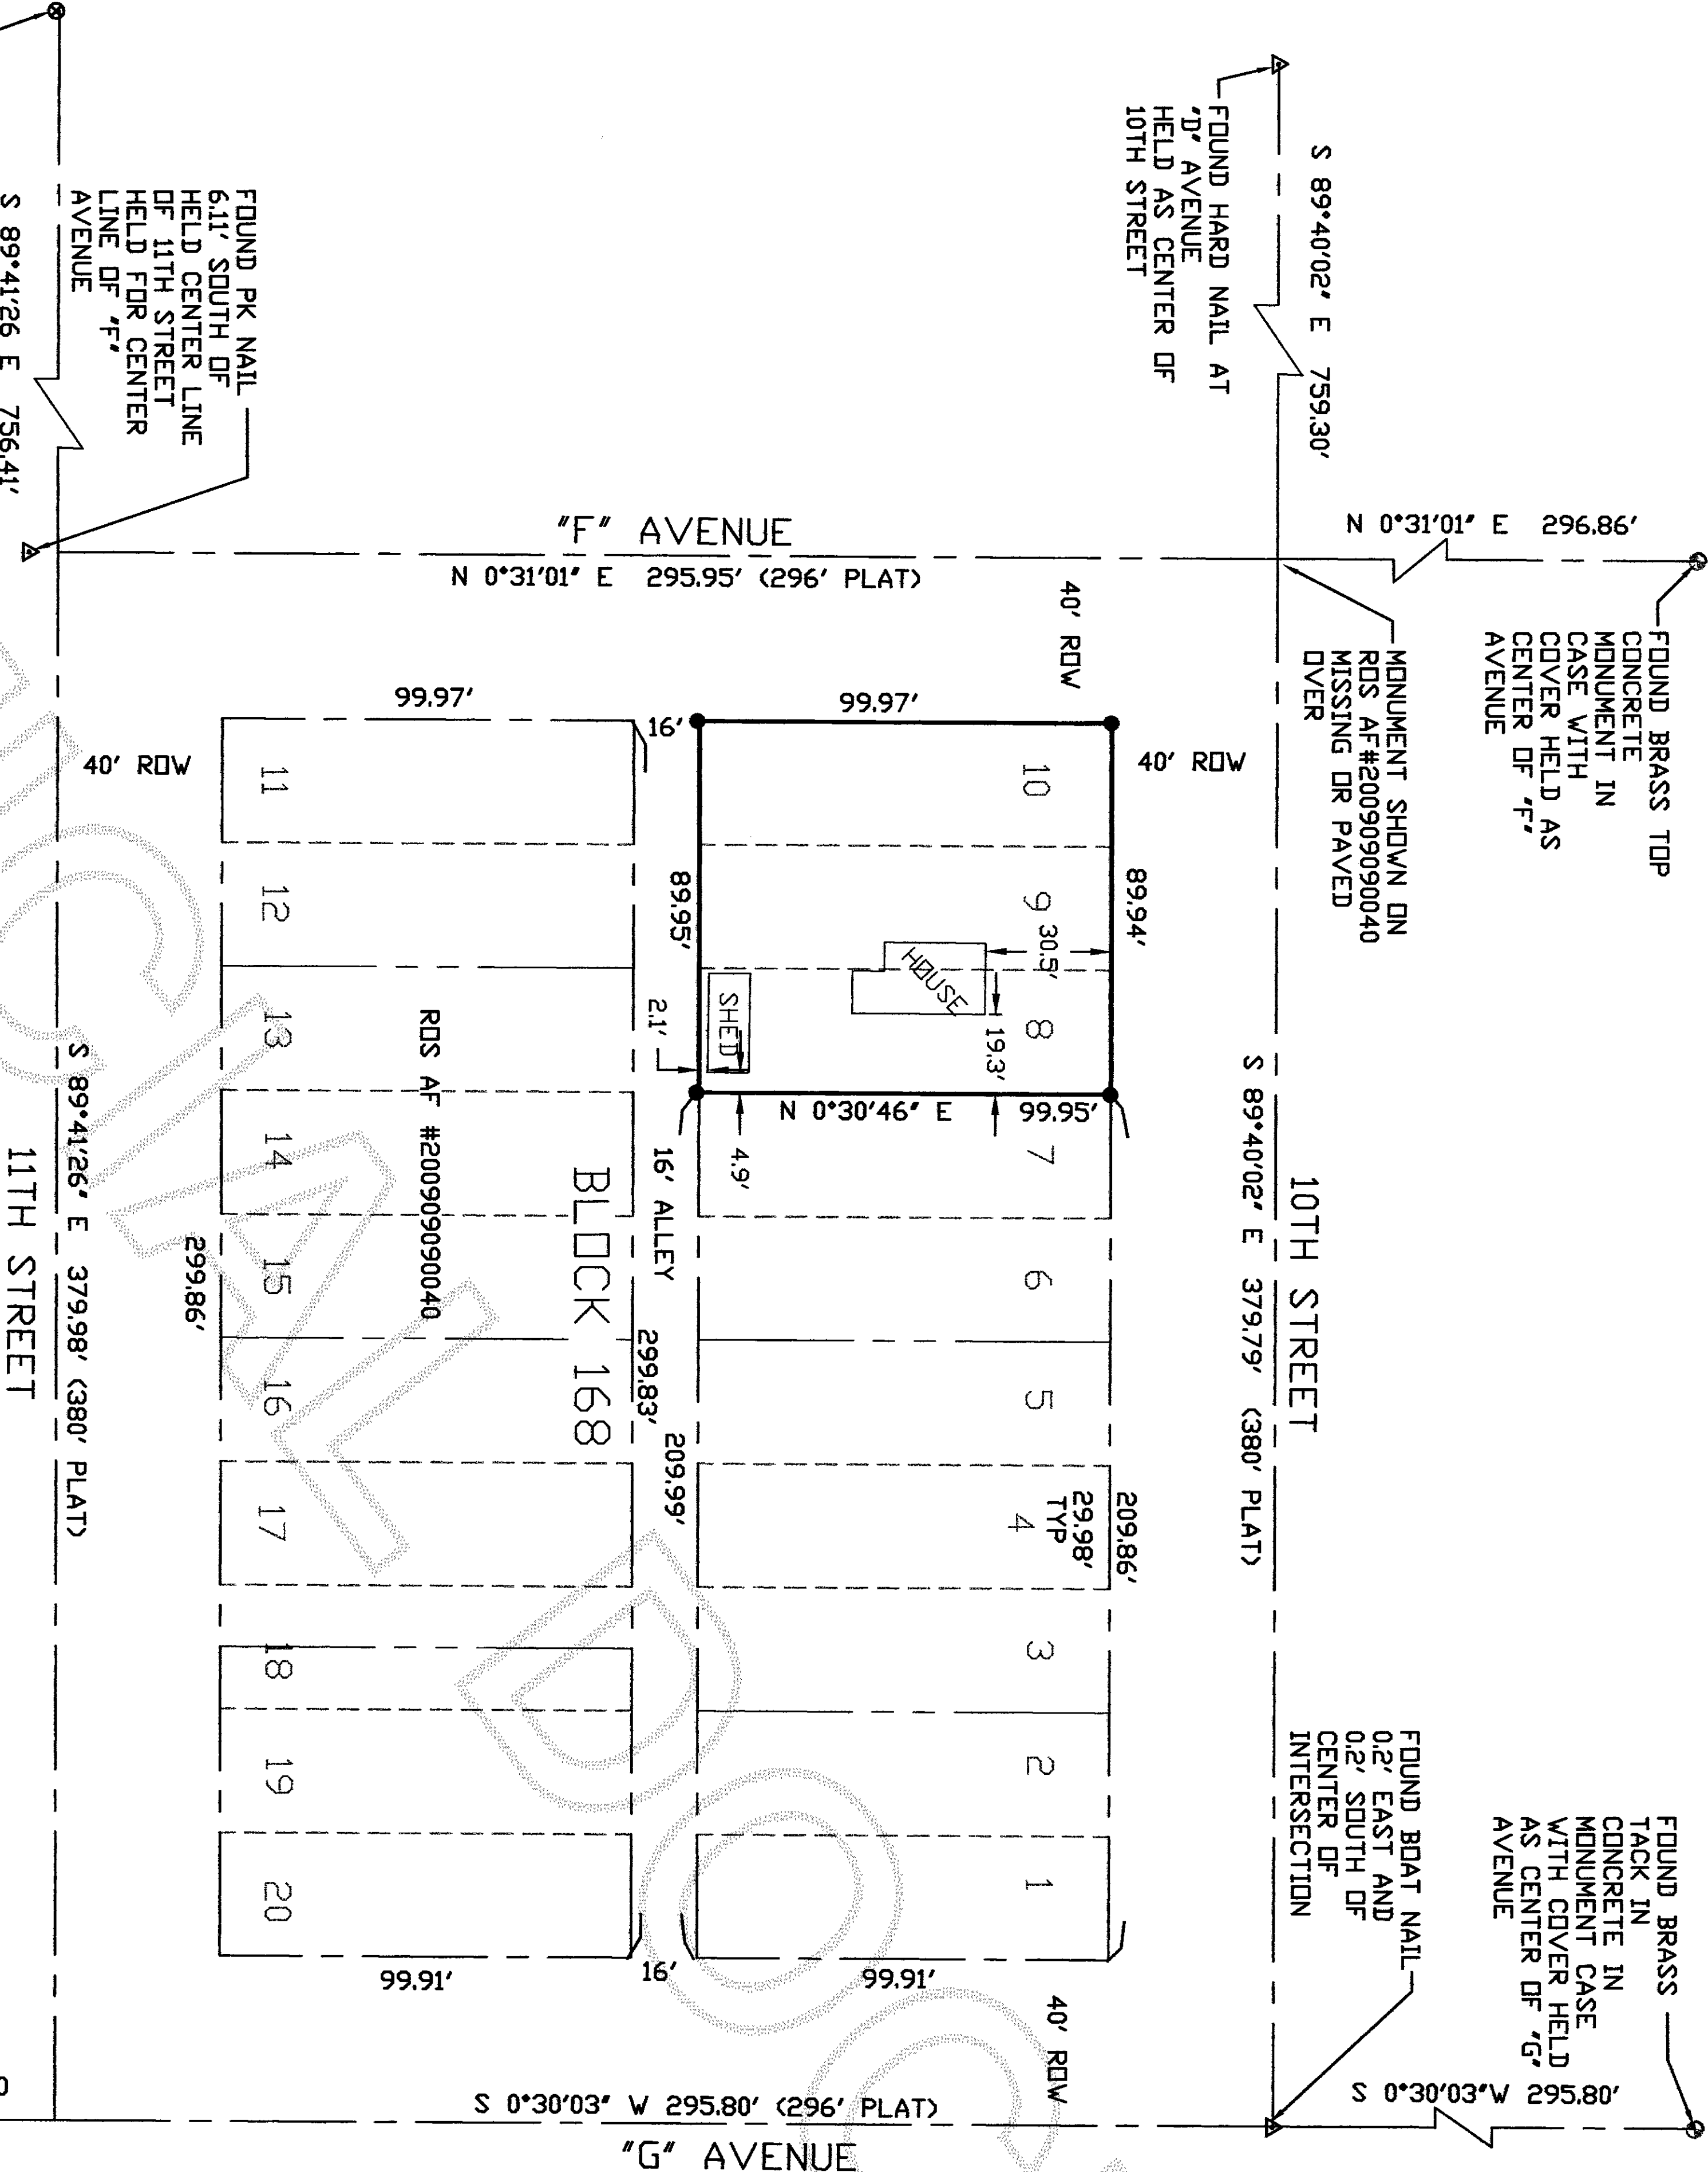 FOUND BRASS TOP
CONCRETE
MONUMENT IN
CASE WITH
COVER HELD AS
CENTER OF "F"
AVENUE
N 0°31'01" E 296.86'
FOUND BRASS
TACK IN
CONCRETE IN
MONUMENT CASE
WITH COVER HELD
AS CENTER OF "G"
AVENUE
S 0°30'03"W 295.80'
S 89°40'02" E 759.30'
FOUND HARD NAIL AT
"D" AVENUE
HELD AS CENTER OF
10TH STREET
MONUMENT SHOWN ON
ROS AF#200909090040
MISSING OR PAVED
OVER
10TH STREET
S 89°40'02" E 379.79' (380' PLAT)
FOUND BOAT NAIL
0.2' EAST AND
0.2' SOUTH OF
CENTER OF
INTERSECTION
"F" AVENUE
N 0°31'01" E 295.95' (296' PLAT)
40' ROW
40' ROW
99.97'
89.94'
10
9
8
30.5'
HOUSE
19.3'
SHED
2.1'
4.9'
89.95'
16'
N 0°30'46" E 99.95'
7
6
5
4
3
2
1
209.86'
29.98'
TYP
209.99'
16' ALLEY
299.83'
BLOCK 168
ROS AF #200909090040
99.97'
11
12
13
14
15
16
17
18
19
20
299.86'
40' ROW
99.91'
16'
99.91'
40' ROW
S 0°30'03" W 295.80' (296' PLAT)
"G" AVENUE
FOUND PK NAIL
6.11' SOUTH OF
HELD CENTER LINE
OF 11TH STREET
HELD FOR CENTER
LINE OF "F"
AVENUE
S 89°41'26 E 756.41'
S 89°41'26" E 379.98' (380' PLAT)
11TH STREET